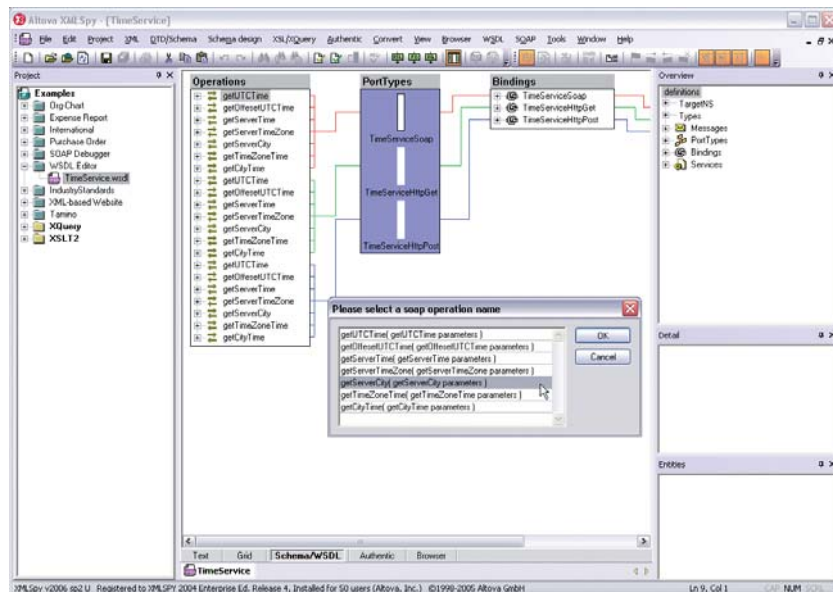 Altova XMLSpy - [TimeService]
File Edit Project XML DTD/Schema Schema design XSL/XQuery Authentic Convert View Browser WSDL SOAP Tools Window Help
Project
Examples
Org Chart
Expense Report
International
Purchase Order
SOAP Debugger
WSDL Editor
TimeService.wsdl
IndustryStandards
XML-based Website
Tamino
XQuery
XSLT2
Operations
getUTCTime
getOffesetUTCTime
getServerTime
getServerTimeZone
getServerCity
getTimeZoneTime
getCityTime
getUTCTime
getOffesetUTCTime
getServerTime
getServerTimeZone
getServerCity
getTimeZoneTime
getCityTime
getUTCTime
getOffesetUTCTime
getServerTime
getServerTimeZone
getServerCity
getTimeZoneTime
getCityTime
PortTypes
TimeServiceSoap
TimeServiceHttpGet
TimeServiceHttpPost
Bindings
TimeServiceSoap
TimeServiceHttpGet
TimeServiceHttpPost
Overview
definitions
TargetNS
Types
Messages
PortTypes
Bindings
Services
Please select a soap operation name
getUTCTime( getUTCTime parameters )
getOffesetUTCTime( getOffesetUTCTime parameters )
getServerTime( getServerTime parameters )
getServerTimeZone( getServerTimeZone parameters )
getServerCity( getServerCity parameters )
getTimeZoneTime( getTimeZoneTime parameters )
getCityTime( getCityTime parameters )
OK
Cancel
Detail
Entities
Text Grid Schema/WSDL Authentic Browser
TimeService
XMLSpy v2006 sp2 U Registered to XMLSPY 2004 Enterprise Ed. Release 4, Installed for 50 users (Altova, Inc.) ©1998-2005 Altova GmbH Ln 9, Col 1 CAP NUM SCRL